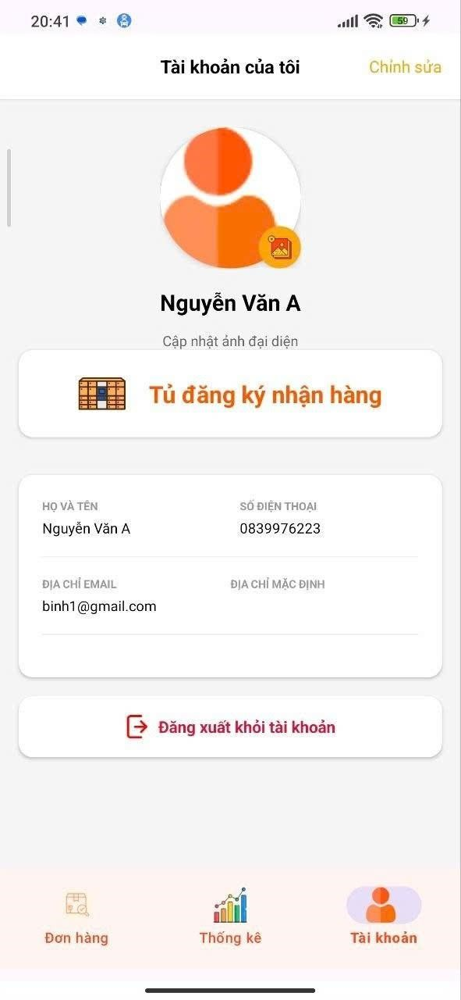 20:41
59
Tài khoản của tôi
Chỉnh sửa
Nguyễn Văn A
Cập nhật ảnh đại diện
Tủ đăng ký nhận hàng
HỌ VÀ TÊN
SỐ ĐIỆN THOẠI
Nguyễn Văn A
0839976223
ĐỊA CHỈ EMAIL
ĐỊA CHỈ MẶC ĐỊNH
binh1@gmail.com
Đăng xuất khỏi tài khoản
Đơn hàng
Thống kê
Tài khoản